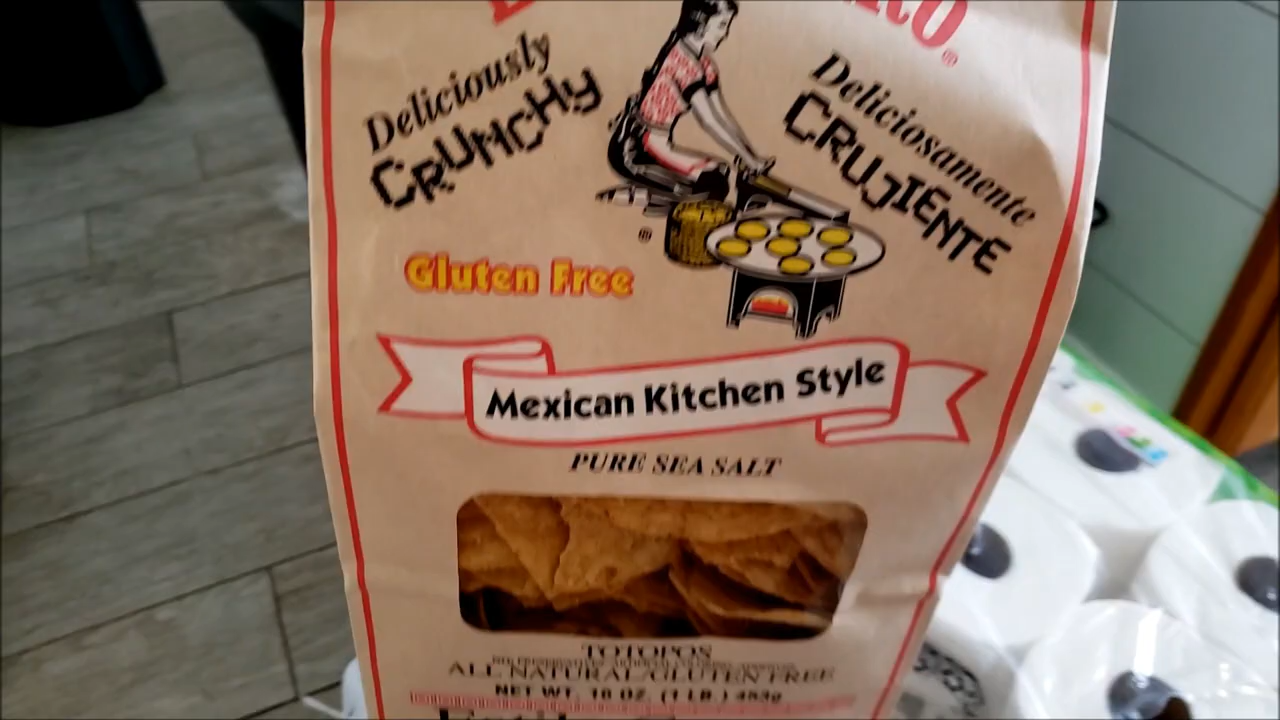 Deliciously
CRUNCHY
Deliciosamente
CRUJIENTE
®
®
Gluten Free
Mexican Kitchen Style
PURE SEA SALT
TOTOPOS
ALL NATURAL/GLUTEN FREE
NET WT. 16 OZ. (1 LB.) 453g